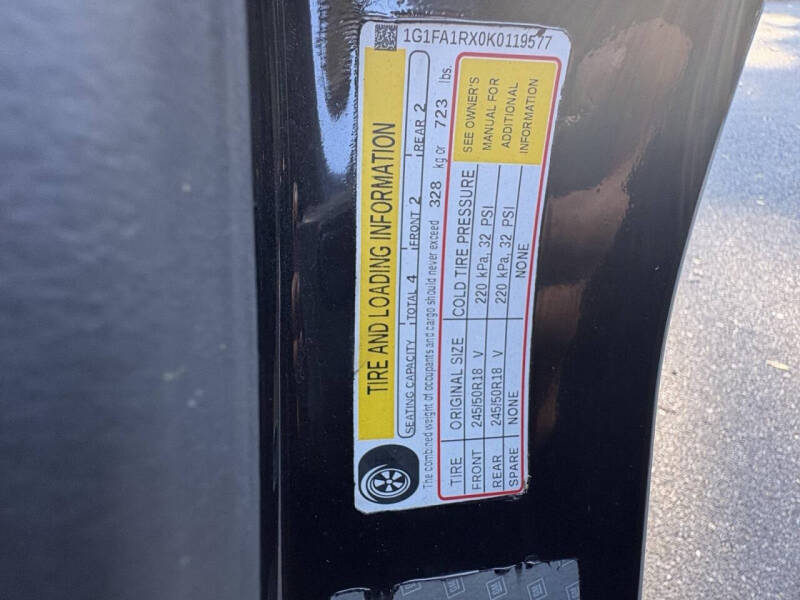 1G1FA1RX0K0119577
TIRE AND LOADING INFORMATION
SEATING CAPACITY TOTAL 4 FRONT 2 REAR 2
The combined weight of occupants and cargo should never exceed 328 kg or 723 lbs.
TIRE ORIGINAL SIZE COLD TIRE PRESSURE
FRONT 245/50R18 V 220 kPa, 32 PSI
REAR 245/50R18 V 220 kPa, 32 PSI
SPARE NONE NONE
SEE OWNER'S
MANUAL FOR
ADDITIONAL
INFORMATION
GM